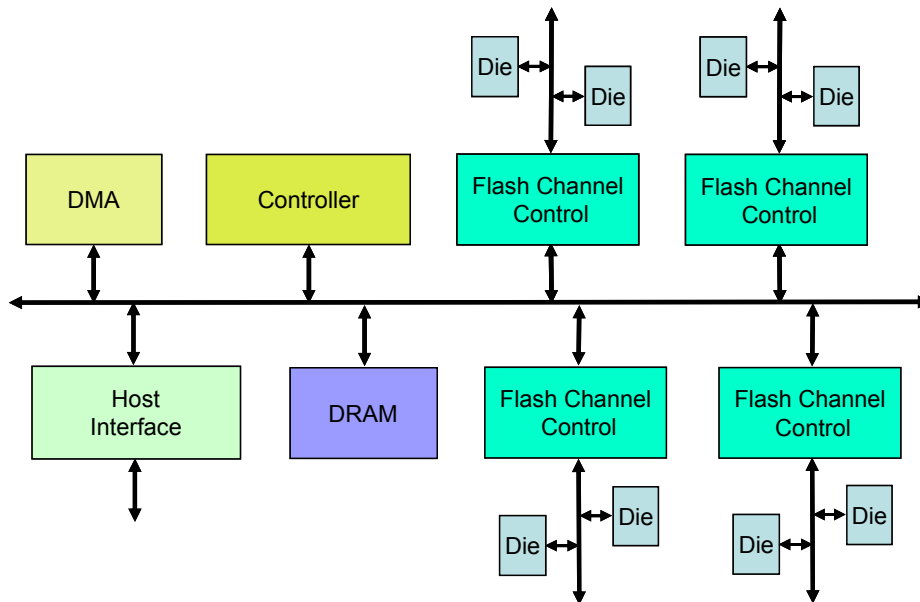 Die
Die
Die
Die
DMA
Controller
Flash Channel
Control
Flash Channel
Control
Host
Interface
DRAM
Flash Channel
Control
Flash Channel
Control
Die
Die
Die
Die